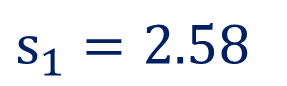 s₁ = 2.58